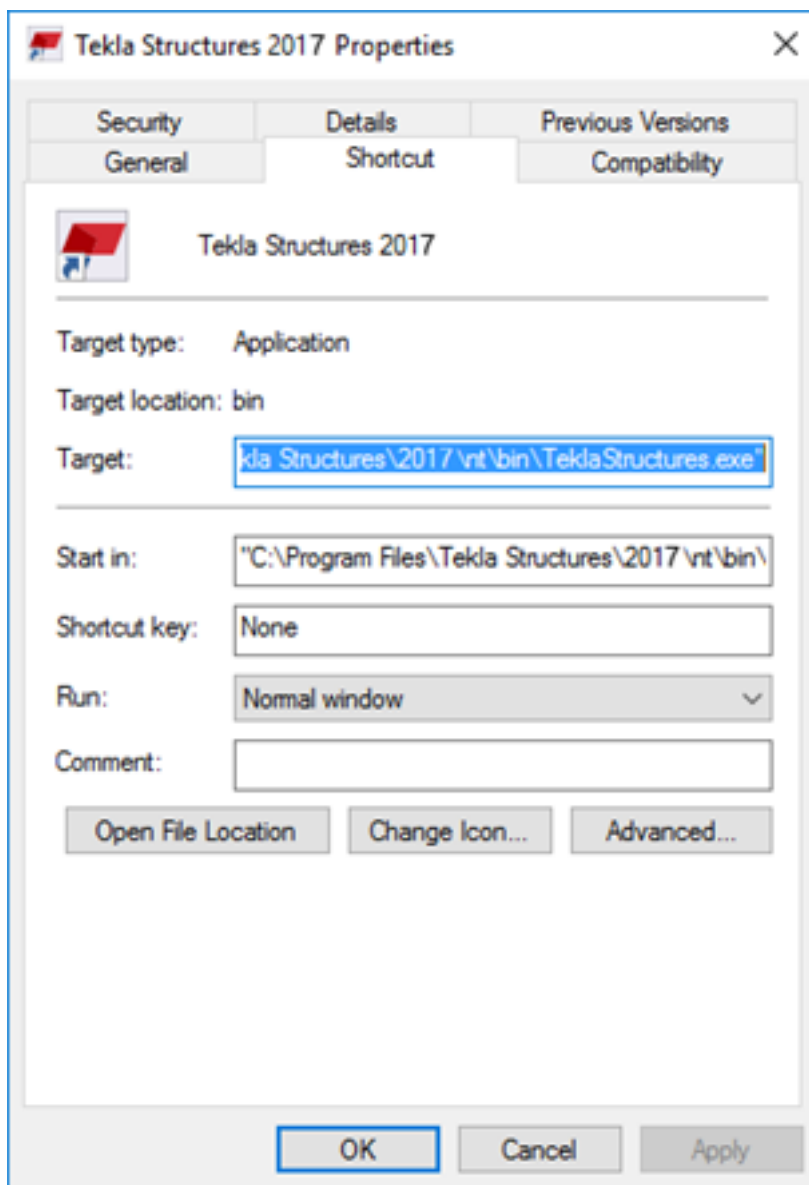 Tekla Structures 2017 Properties
Security Details Previous Versions
General Shortcut Compatibility
Tekla Structures 2017
Target type: Application
Target location: bin
Target: kla Structures\2017\nt\bin\TeklaStructures.exe"
Start in: "C:\Program Files\Tekla Structures\2017\nt\bin\
Shortcut key: None
Run: Normal window
Comment:
Open File Location Change Icon... Advanced...
OK Cancel Apply